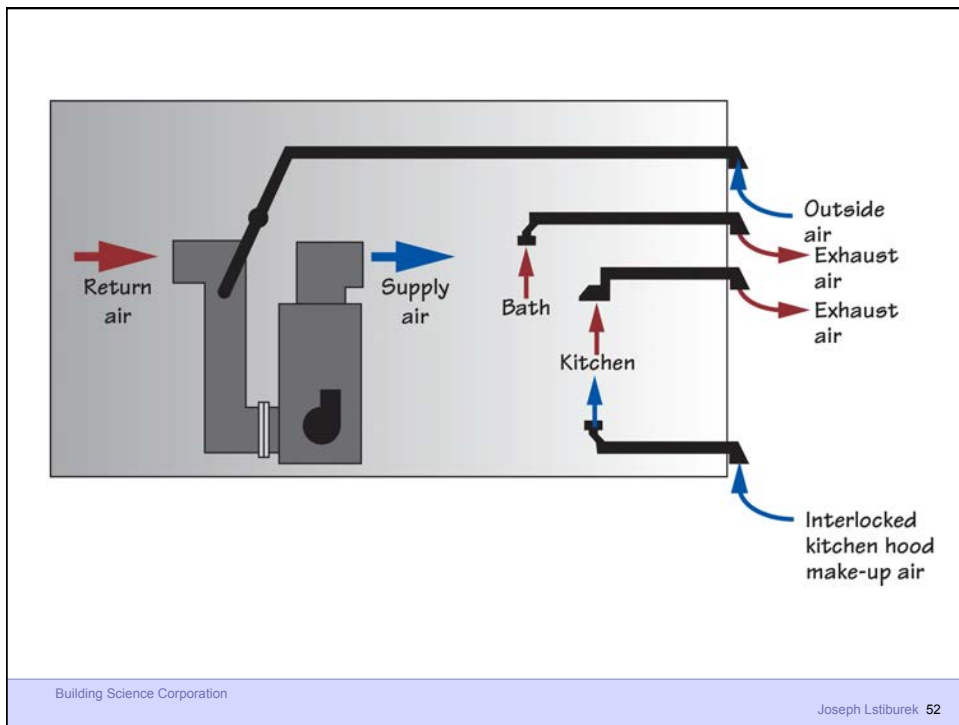 Outside
air
Exhaust
air
Return
air
Supply
air
Bath
Exhaust
air
Kitchen
Interlocked
kitchen hood
make-up air
Building Science Corporation
Joseph Lstiburek 52